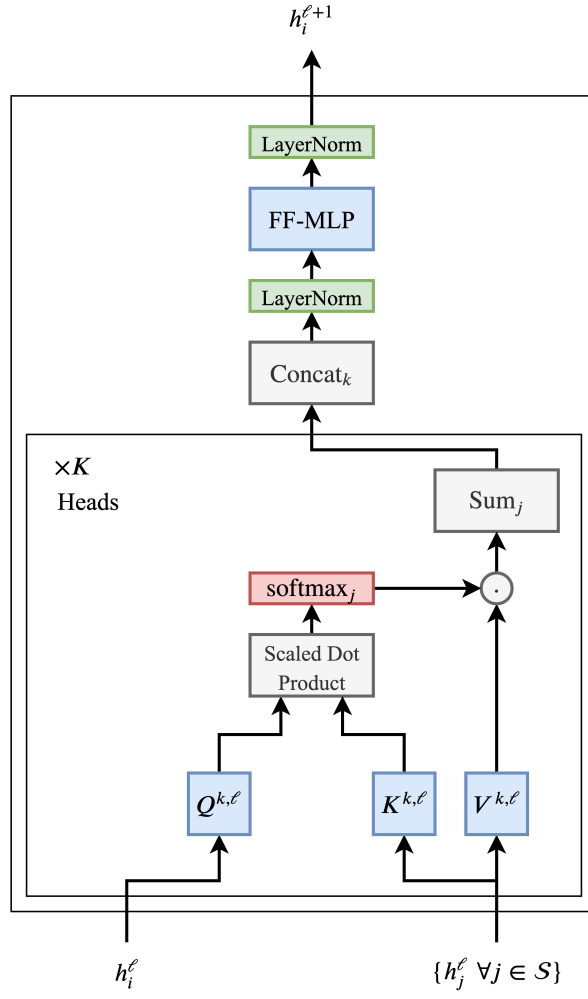 h_i^{ℓ+1}
LayerNorm
FF-MLP
LayerNorm
Concat_k
×K
Heads
Sum_j
softmax_j
.
Scaled Dot
Product
Q^{k,ℓ}
K^{k,ℓ}
V^{k,ℓ}
h_i^ℓ
{h_j^ℓ ∀j ∈ 𝒮}